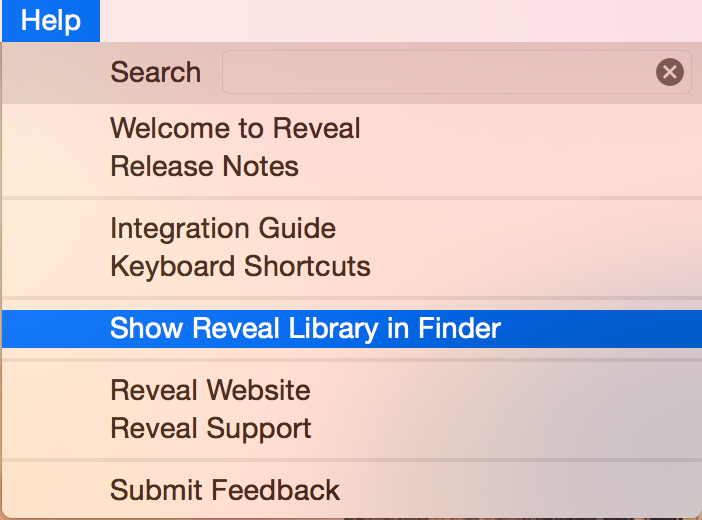 Help
Search
Welcome to Reveal
Release Notes
Integration Guide
Keyboard Shortcuts
Show Reveal Library in Finder
Reveal Website
Reveal Support
Submit Feedback